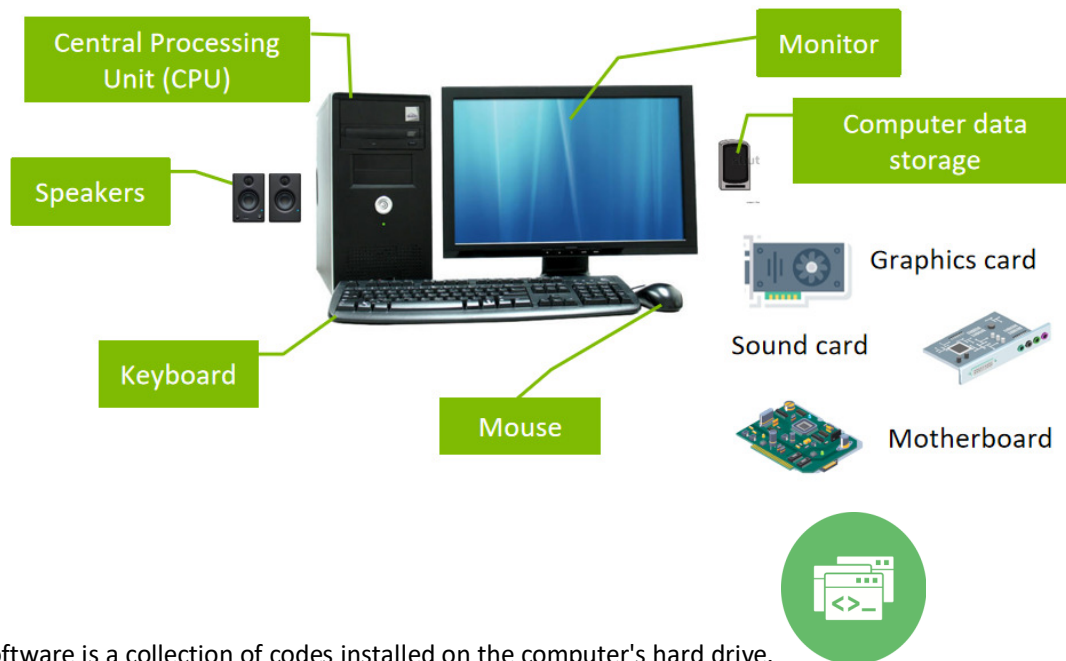 Central Processing
Unit (CPU)
Monitor
Computer data
storage
Speakers
Graphics card
Sound card
Keyboard
Mouse
Motherboard
<>_
oftware is a collection of codes installed on the computer's hard drive.